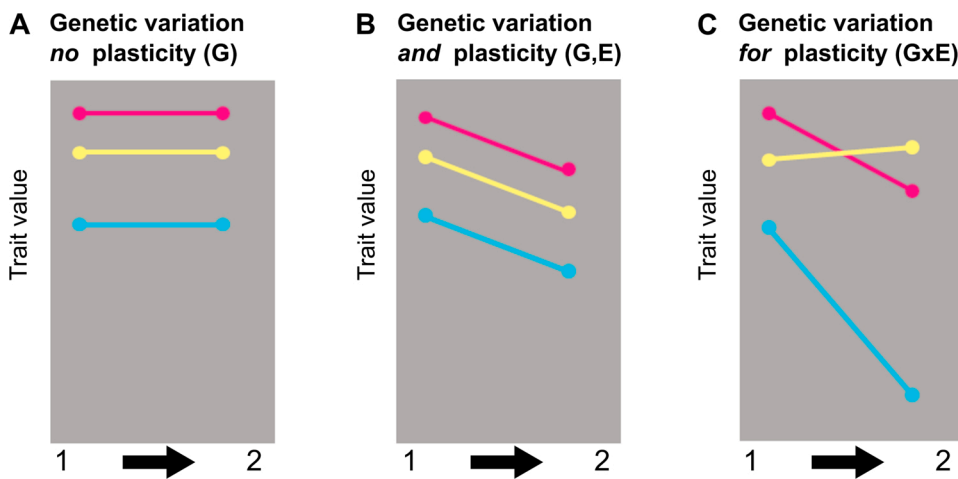 A Genetic variation
no plasticity (G)
Trait value
1 2
B Genetic variation
and plasticity (G,E)
Trait value
1 2
C Genetic variation
for plasticity (GxE)
Trait value
1 2